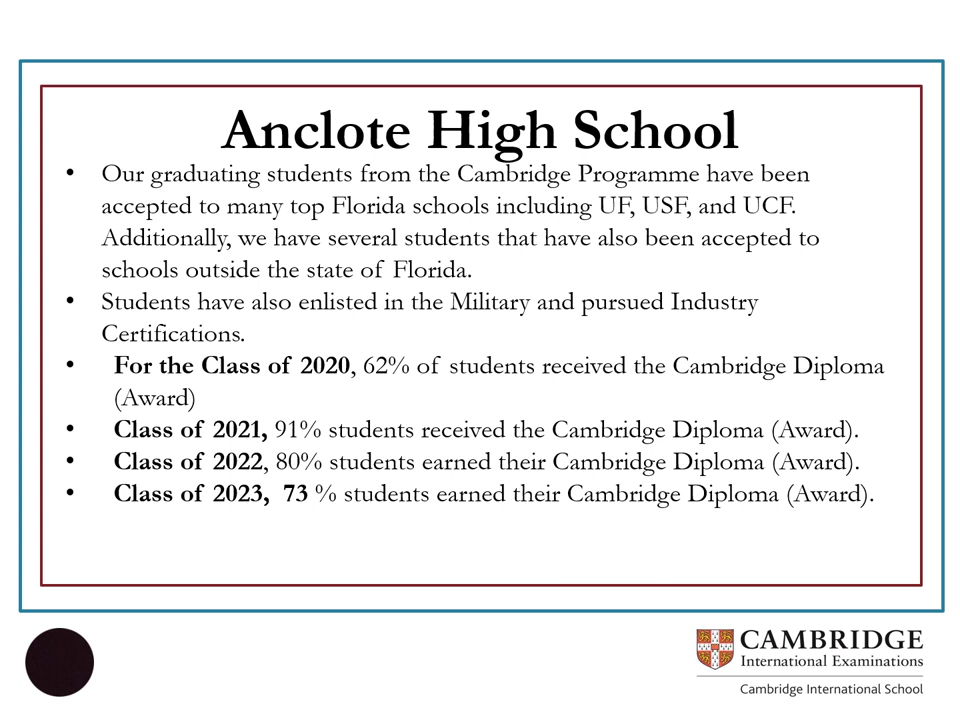 Anclote High School
• Our graduating students from the Cambridge Programme have been
accepted to many top Florida schools including UF, USF, and UCF.
Additionally, we have several students that have also been accepted to
schools outside the state of Florida.
• Students have also enlisted in the Military and pursued Industry
Certifications.
• For the Class of 2020, 62% of students received the Cambridge Diploma
(Award)
• Class of 2021, 91% students received the Cambridge Diploma (Award).
• Class of 2022, 80% students earned their Cambridge Diploma (Award).
• Class of 2023, 73 % students earned their Cambridge Diploma (Award).
CAMBRIDGE
International Examinations
Cambridge International School